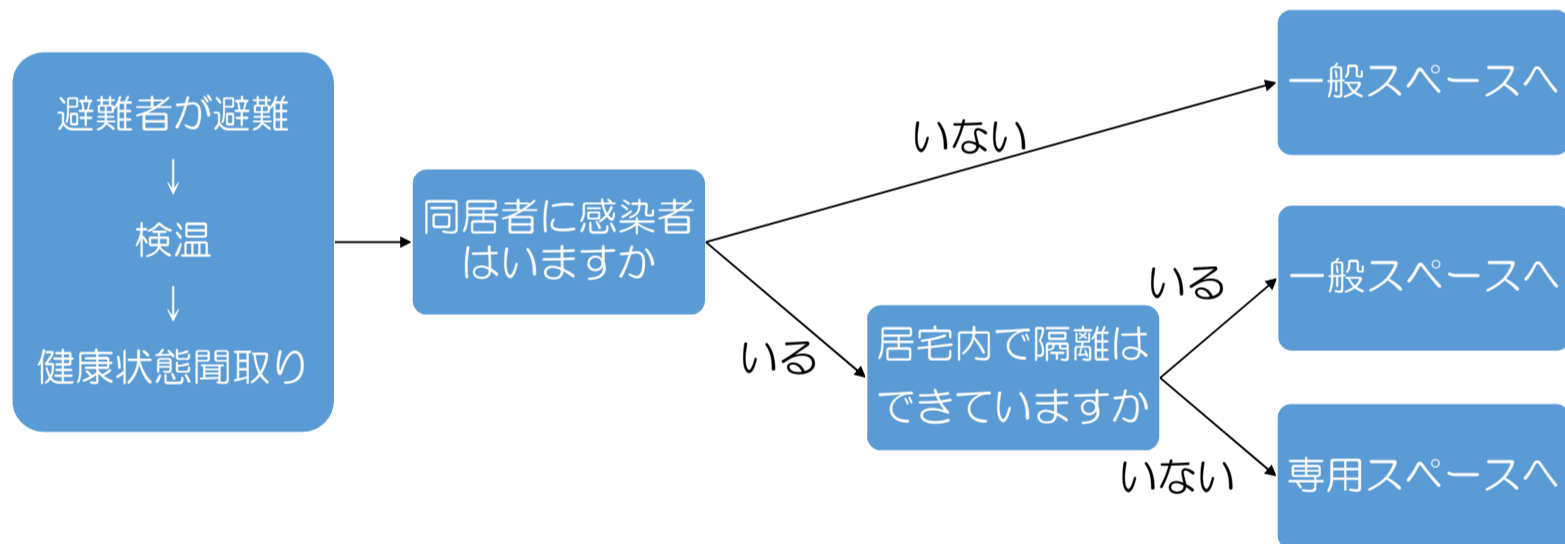 避難者が避難
↓
検温
↓
健康状態聞取り
同居者に感染者
はいますか
いない
一般スペースへ
いる
居宅内で隔離は
できていますか
いる
一般スペースへ
いない
専用スペースへ